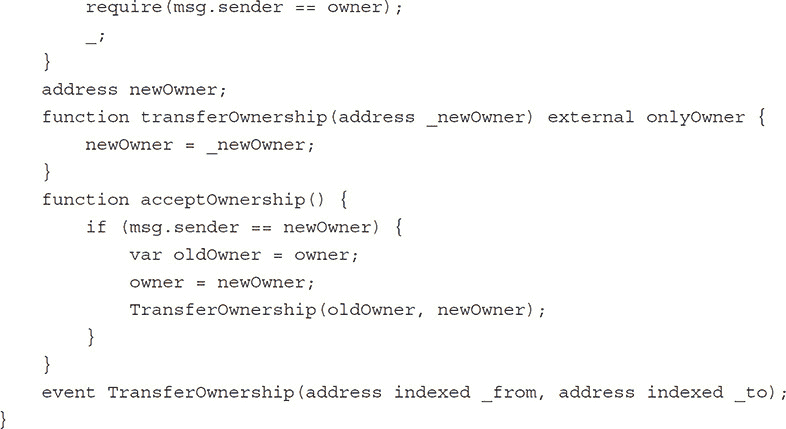 require(msg.sender == owner);
_;
}
address newOwner;
function transferOwnership(address _newOwner) external onlyOwner {
newOwner = _newOwner;
}
function acceptOwnership() {
if (msg.sender == newOwner) {
var oldOwner = owner;
owner = newOwner;
TransferOwnership(oldOwner, newOwner);
}
}
event TransferOwnership(address indexed _from, address indexed _to);
}